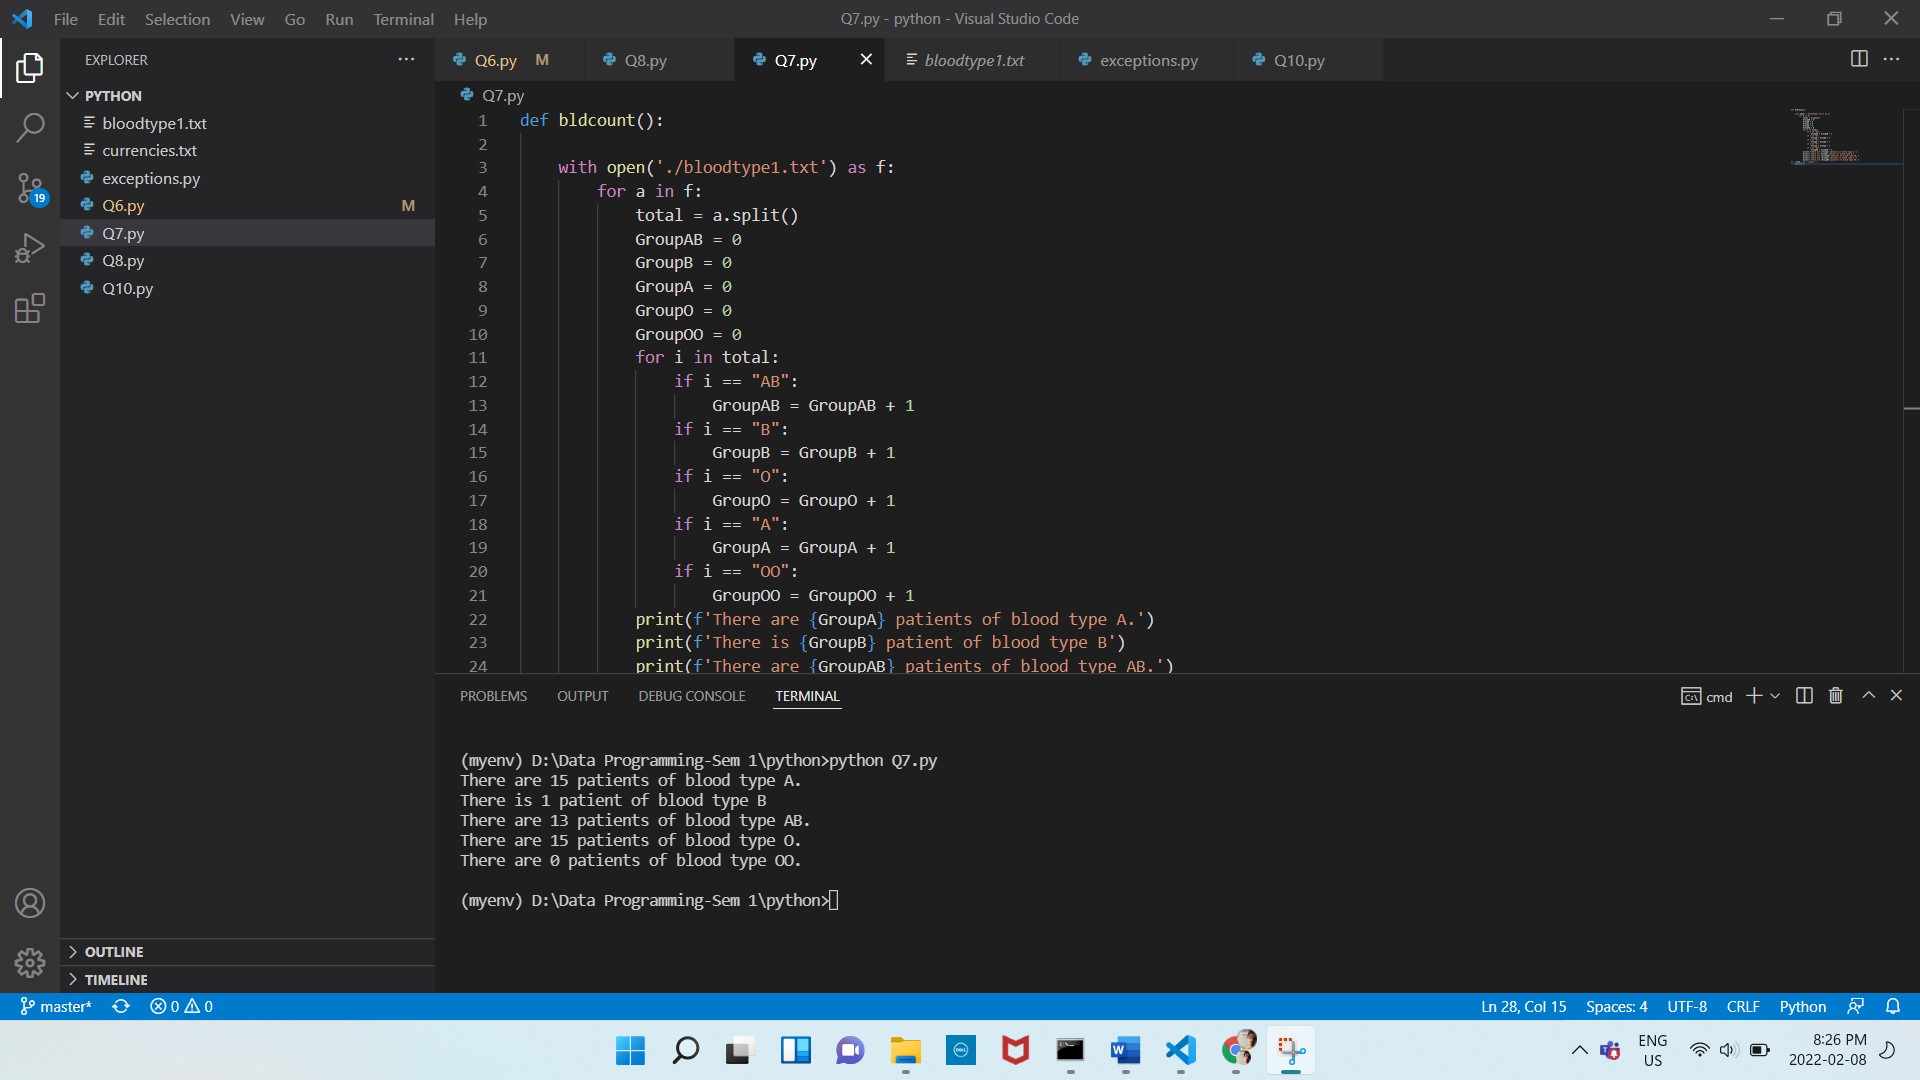 File Edit Selection View Go Run Terminal Help
Q7.py - python - Visual Studio Code
EXPLORER
PYTHON
bloodtype1.txt
currencies.txt
exceptions.py
Q6.py M
Q7.py
Q8.py
Q10.py
19
OUTLINE
TIMELINE
Q6.py M Q8.py Q7.py bloodtype1.txt exceptions.py Q10.py
Q7.py
1 def bldcount():
2
3 with open('./bloodtype1.txt') as f:
4 for a in f:
5 total = a.split()
6 GroupAB = 0
7 GroupB = 0
8 GroupA = 0
9 GroupO = 0
10 GroupOO = 0
11 for i in total:
12 if i == "AB":
13 GroupAB = GroupAB + 1
14 if i == "B":
15 GroupB = GroupB + 1
16 if i == "O":
17 GroupO = GroupO + 1
18 if i == "A":
19 GroupA = GroupA + 1
20 if i == "OO":
21 GroupOO = GroupOO + 1
22 print(f'There are {GroupA} patients of blood type A.')
23 print(f'There is {GroupB} patient of blood type B')
24 print(f'There are {GroupAB} patients of blood type AB.')
PROBLEMS OUTPUT DEBUG CONSOLE TERMINAL
cmd
(myenv) D:\Data Programming-Sem 1\python>python Q7.py
There are 15 patients of blood type A.
There is 1 patient of blood type B
There are 13 patients of blood type AB.
There are 15 patients of blood type O.
There are 0 patients of blood type OO.
(myenv) D:\Data Programming-Sem 1\python>
master* 0 0
Ln 28, Col 15 Spaces: 4 UTF-8 CRLF Python
ENG
US
8:26 PM
2022-02-08